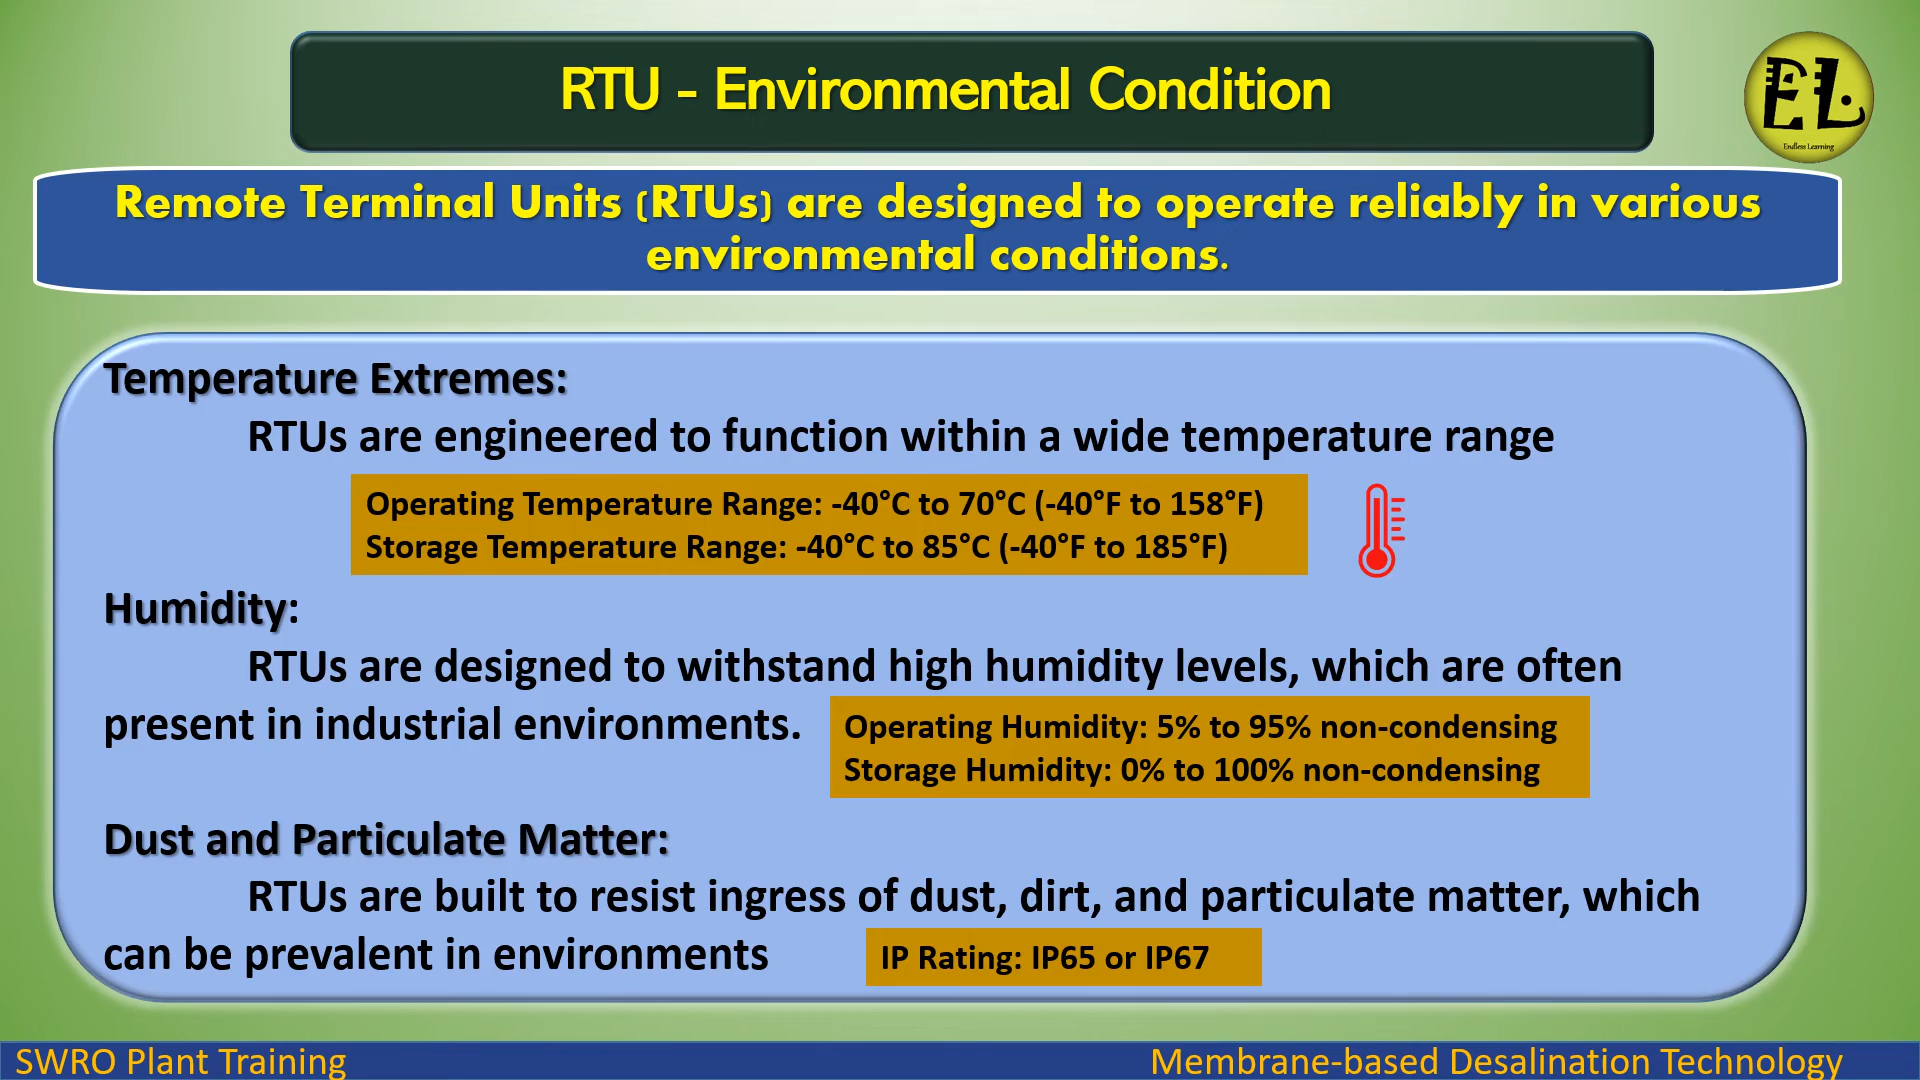 RTU - Environmental Condition
EL
Endless Learning
Remote Terminal Units (RTUs) are designed to operate reliably in various
environmental conditions.
Temperature Extremes:
RTUs are engineered to function within a wide temperature range
Operating Temperature Range: -40°C to 70°C (-40°F to 158°F)
Storage Temperature Range: -40°C to 85°C (-40°F to 185°F)
Humidity:
RTUs are designed to withstand high humidity levels, which are often
present in industrial environments.
Operating Humidity: 5% to 95% non-condensing
Storage Humidity: 0% to 100% non-condensing
Dust and Particulate Matter:
RTUs are built to resist ingress of dust, dirt, and particulate matter, which
can be prevalent in environments
IP Rating: IP65 or IP67
SWRO Plant Training
Membrane-based Desalination Technology